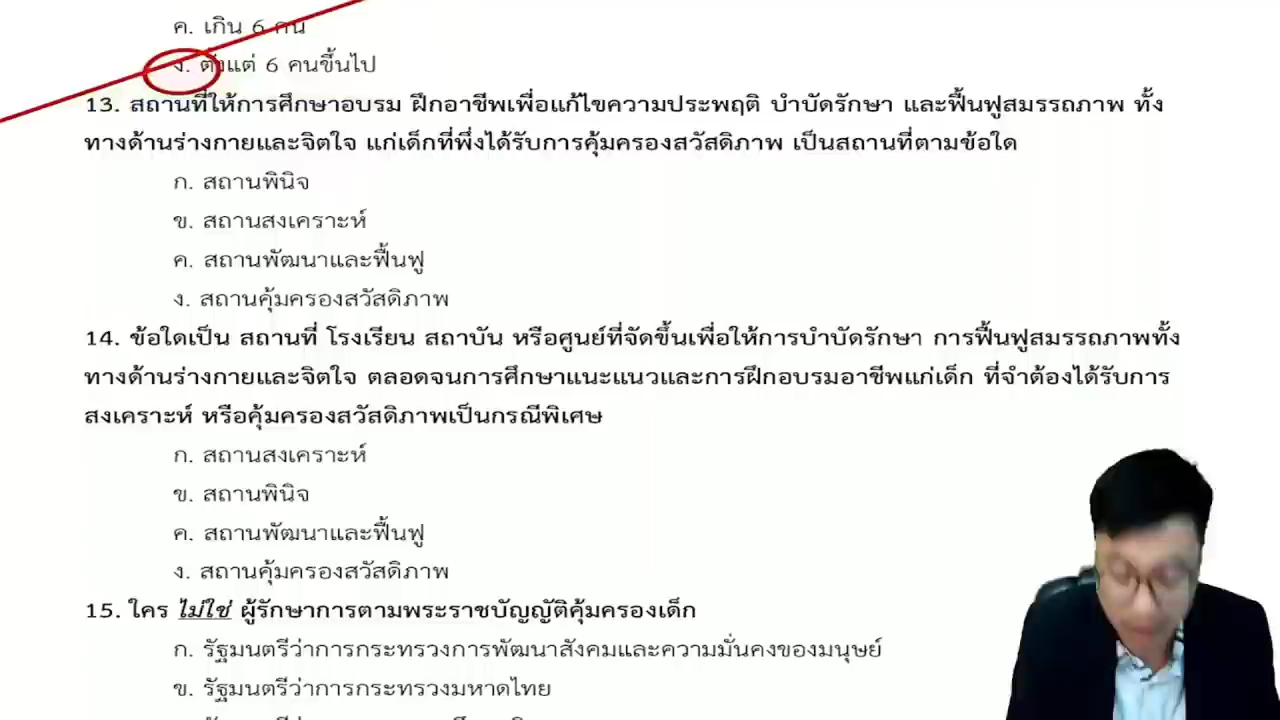 ค. เกิน 6 คน
ง. ตั้งแต่ 6 คนขึ้นไป
13. สถานที่ให้การศึกษาอบรม ฝึกอาชีพเพื่อแก้ไขความประพฤติ บำบัดรักษา และฟื้นฟูสมรรถภาพ ทั้ง
ทางด้านร่างกายและจิตใจ แก่เด็กที่พึ่งได้รับการคุ้มครองสวัสดิภาพ เป็นสถานที่ตามข้อใด
ก. สถานพินิจ
ข. สถานสงเคราะห์
ค. สถานพัฒนาและฟื้นฟู
ง. สถานคุ้มครองสวัสดิภาพ
14. ข้อใดเป็น สถานที่ โรงเรียน สถาบัน หรือศูนย์ที่จัดขึ้นเพื่อให้การบำบัดรักษา การฟื้นฟูสมรรถภาพทั้ง
ทางด้านร่างกายและจิตใจ ตลอดจนการศึกษาแนะแนวและการฝึกอบรมอาชีพแก่เด็ก ที่จำต้องได้รับการ
สงเคราะห์ หรือคุ้มครองสวัสดิภาพเป็นกรณีพิเศษ
ก. สถานสงเคราะห์
ข. สถานพินิจ
ค. สถานพัฒนาและฟื้นฟู
ง. สถานคุ้มครองสวัสดิภาพ
15. ใคร ไม่ใช่ ผู้รักษาการตามพระราชบัญญัติคุ้มครองเด็ก
ก. รัฐมนตรีว่าการกระทรวงการพัฒนาสังคมและความมั่นคงของมนุษย์
ข. รัฐมนตรีว่าการกระทรวงมหาดไทย